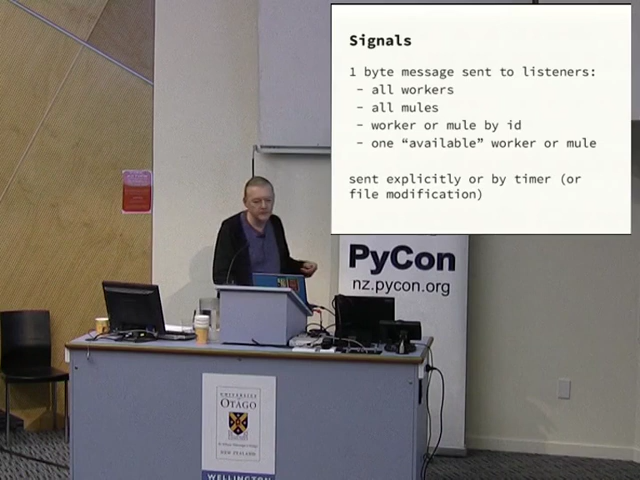 Signals
1 byte message sent to listeners:
- all workers
- all mules
- worker or mule by id
- one “available” worker or mule
sent explicitly or by timer (or
file modification)
PyCon
nz.pycon.org
UNIVERSITY
of
OTAGO
NEW ZEALAND
WELLINGTON